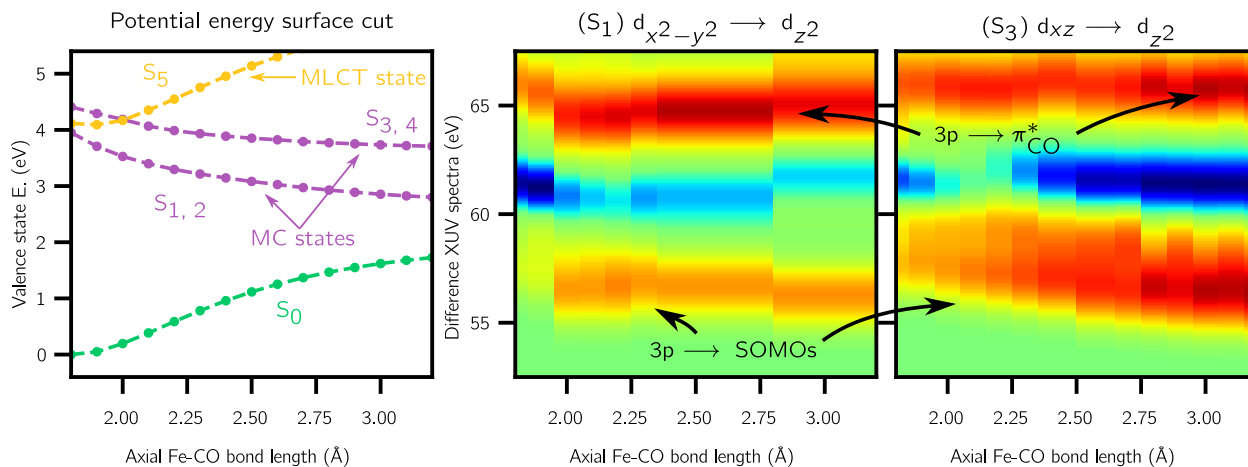 Potential energy surface cut
Valence state E. (eV)
5
4
3
2
1
0
S5
MLCT state
S3, 4
S1, 2
MC states
S0
2.00 2.25 2.50 2.75 3.00
Axial Fe-CO bond length (Å)
(S1) dx2−y2 ⟶ dz2
Difference XUV spectra (eV)
65
60
55
3p ⟶ SOMOs
2.00 2.25 2.50 2.75 3.00
Axial Fe-CO bond length (Å)
(S3) dxz ⟶ dz2
3p ⟶ π*CO
2.00 2.25 2.50 2.75 3.00
Axial Fe-CO bond length (Å)